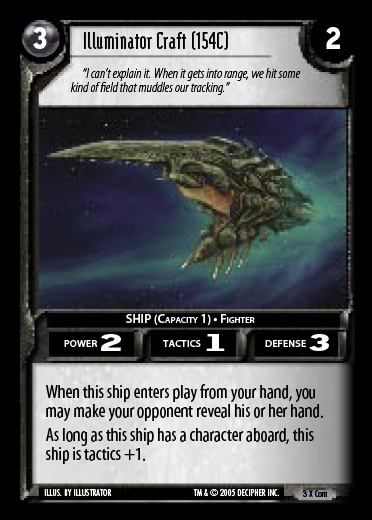 3 Illuminator Craft (154C) 2
“I can’t explain it. When it gets into range, we hit some
kind of field that muddles our tracking.”
SHIP (Capacity 1) • Fighter
POWER 2 TACTICS 1 DEFENSE 3
When this ship enters play from your hand, you
may make your opponent reveal his or her hand.
As long as this ship has a character aboard, this
ship is tactics +1.
ILLUS. BY ILLUSTRATOR TM & © 2005 DECIPHER INC. 3 X Com